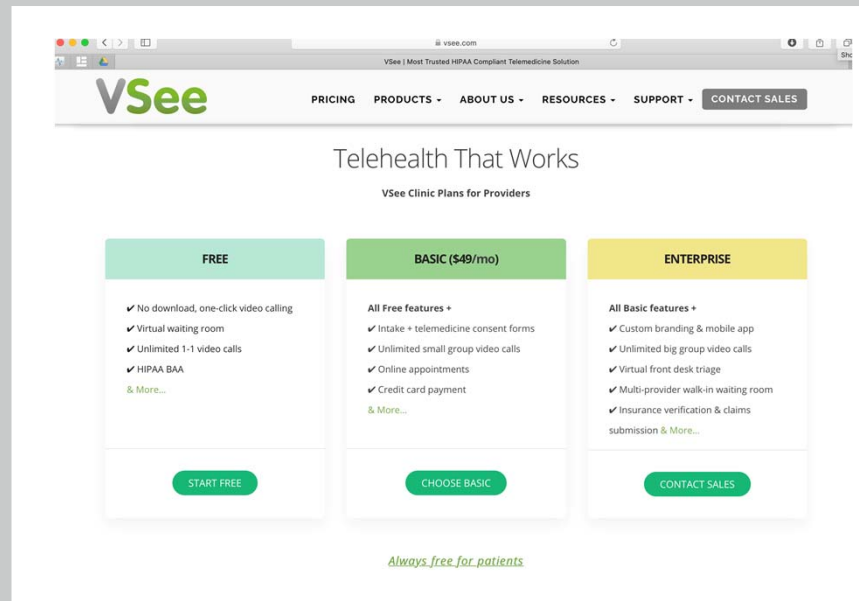 vsee.com
VSee | Most Trusted HIPAA Compliant Telemedicine Solution
Sho
VSee
PRICING PRODUCTS ABOUT US RESOURCES SUPPORT CONTACT SALES
Telehealth That Works
VSee Clinic Plans for Providers
FREE
✔ No download, one-click video calling
✔ Virtual waiting room
✔ Unlimited 1-1 video calls
✔ HIPAA BAA
& More...
START FREE
BASIC ($49/mo)
All Free features +
✔ Intake + telemedicine consent forms
✔ Unlimited small group video calls
✔ Online appointments
✔ Credit card payment
& More...
CHOOSE BASIC
ENTERPRISE
All Basic features +
✔ Custom branding & mobile app
✔ Unlimited big group video calls
✔ Virtual front desk triage
✔ Multi-provider walk-in waiting room
✔ Insurance verification & claims
submission & More...
CONTACT SALES
Always free for patients